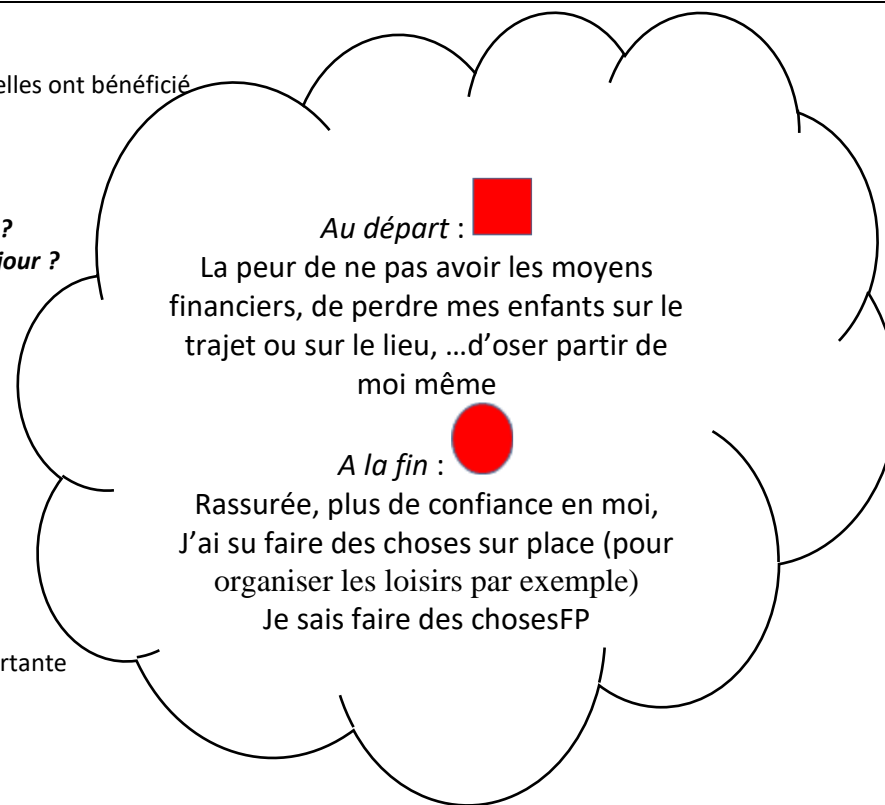 elles ont bénéficié
?
jour ?
Au départ :
La peur de ne pas avoir les moyens
financiers, de perdre mes enfants sur le
trajet ou sur le lieu, …d’oser partir de
moi même
A la fin :
Rassurée, plus de confiance en moi,
J’ai su faire des choses sur place (pour
organiser les loisirs par exemple)
Je sais faire des chosesFP
rtante